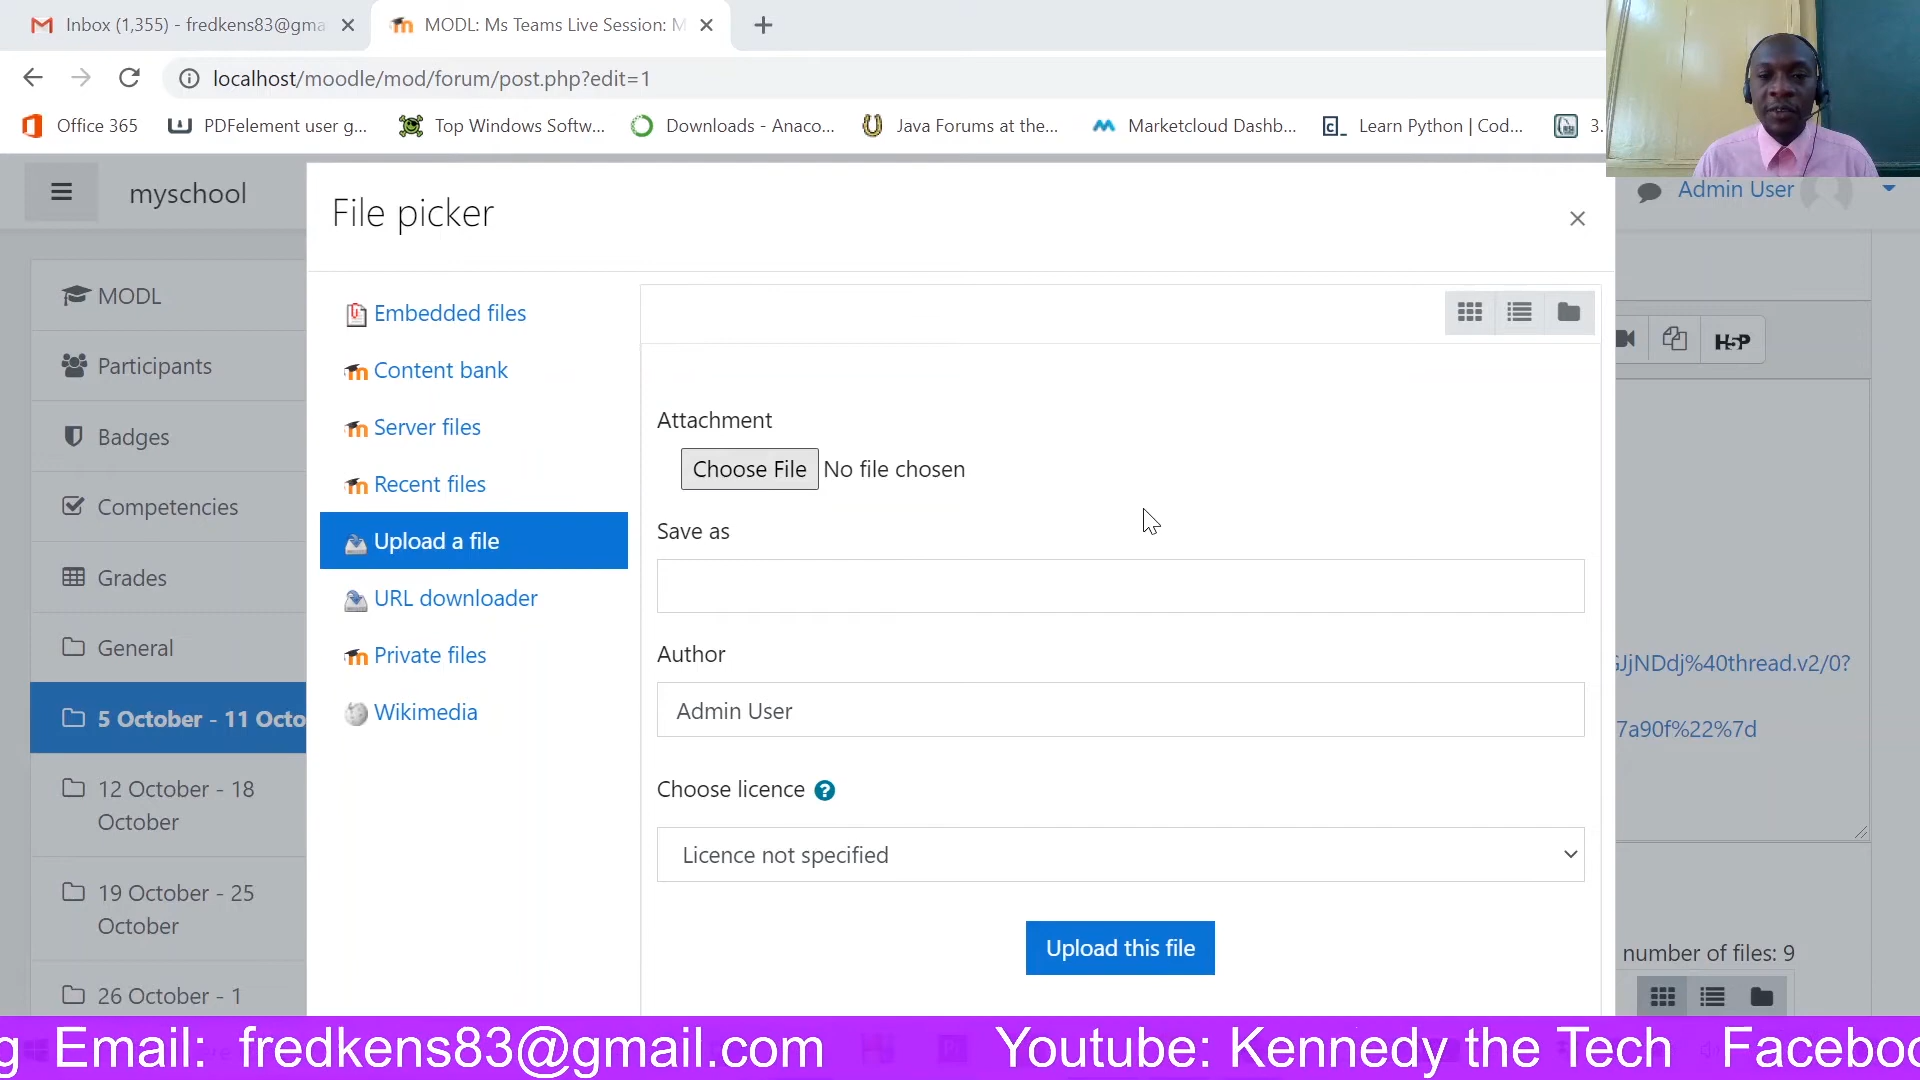 Inbox (1,355) - fredkens83@gma
MODL: Ms Teams Live Session: M
localhost/moodle/mod/forum/post.php?edit=1
Office 365
PDFelement user g...
Top Windows Softw...
Downloads - Anaco...
Java Forums at the...
Marketcloud Dashb...
Learn Python | Cod...
3.
myschool
Admin User
File picker
MODL
Participants
Badges
Competencies
Grades
General
5 October - 11 Octo
12 October - 18
October
19 October - 25
October
26 October - 1
Embedded files
Content bank
Server files
Recent files
Upload a file
URL downloader
Private files
Wikimedia
Attachment
Choose File No file chosen
Save as
Author
Admin User
Choose licence
Licence not specified
Upload this file
H5P
JjNDdj%40thread.v2/0?
7a90f%22%7d
number of files: 9
g Email: fredkens83@gmail.com Youtube: Kennedy the Tech Faceboo